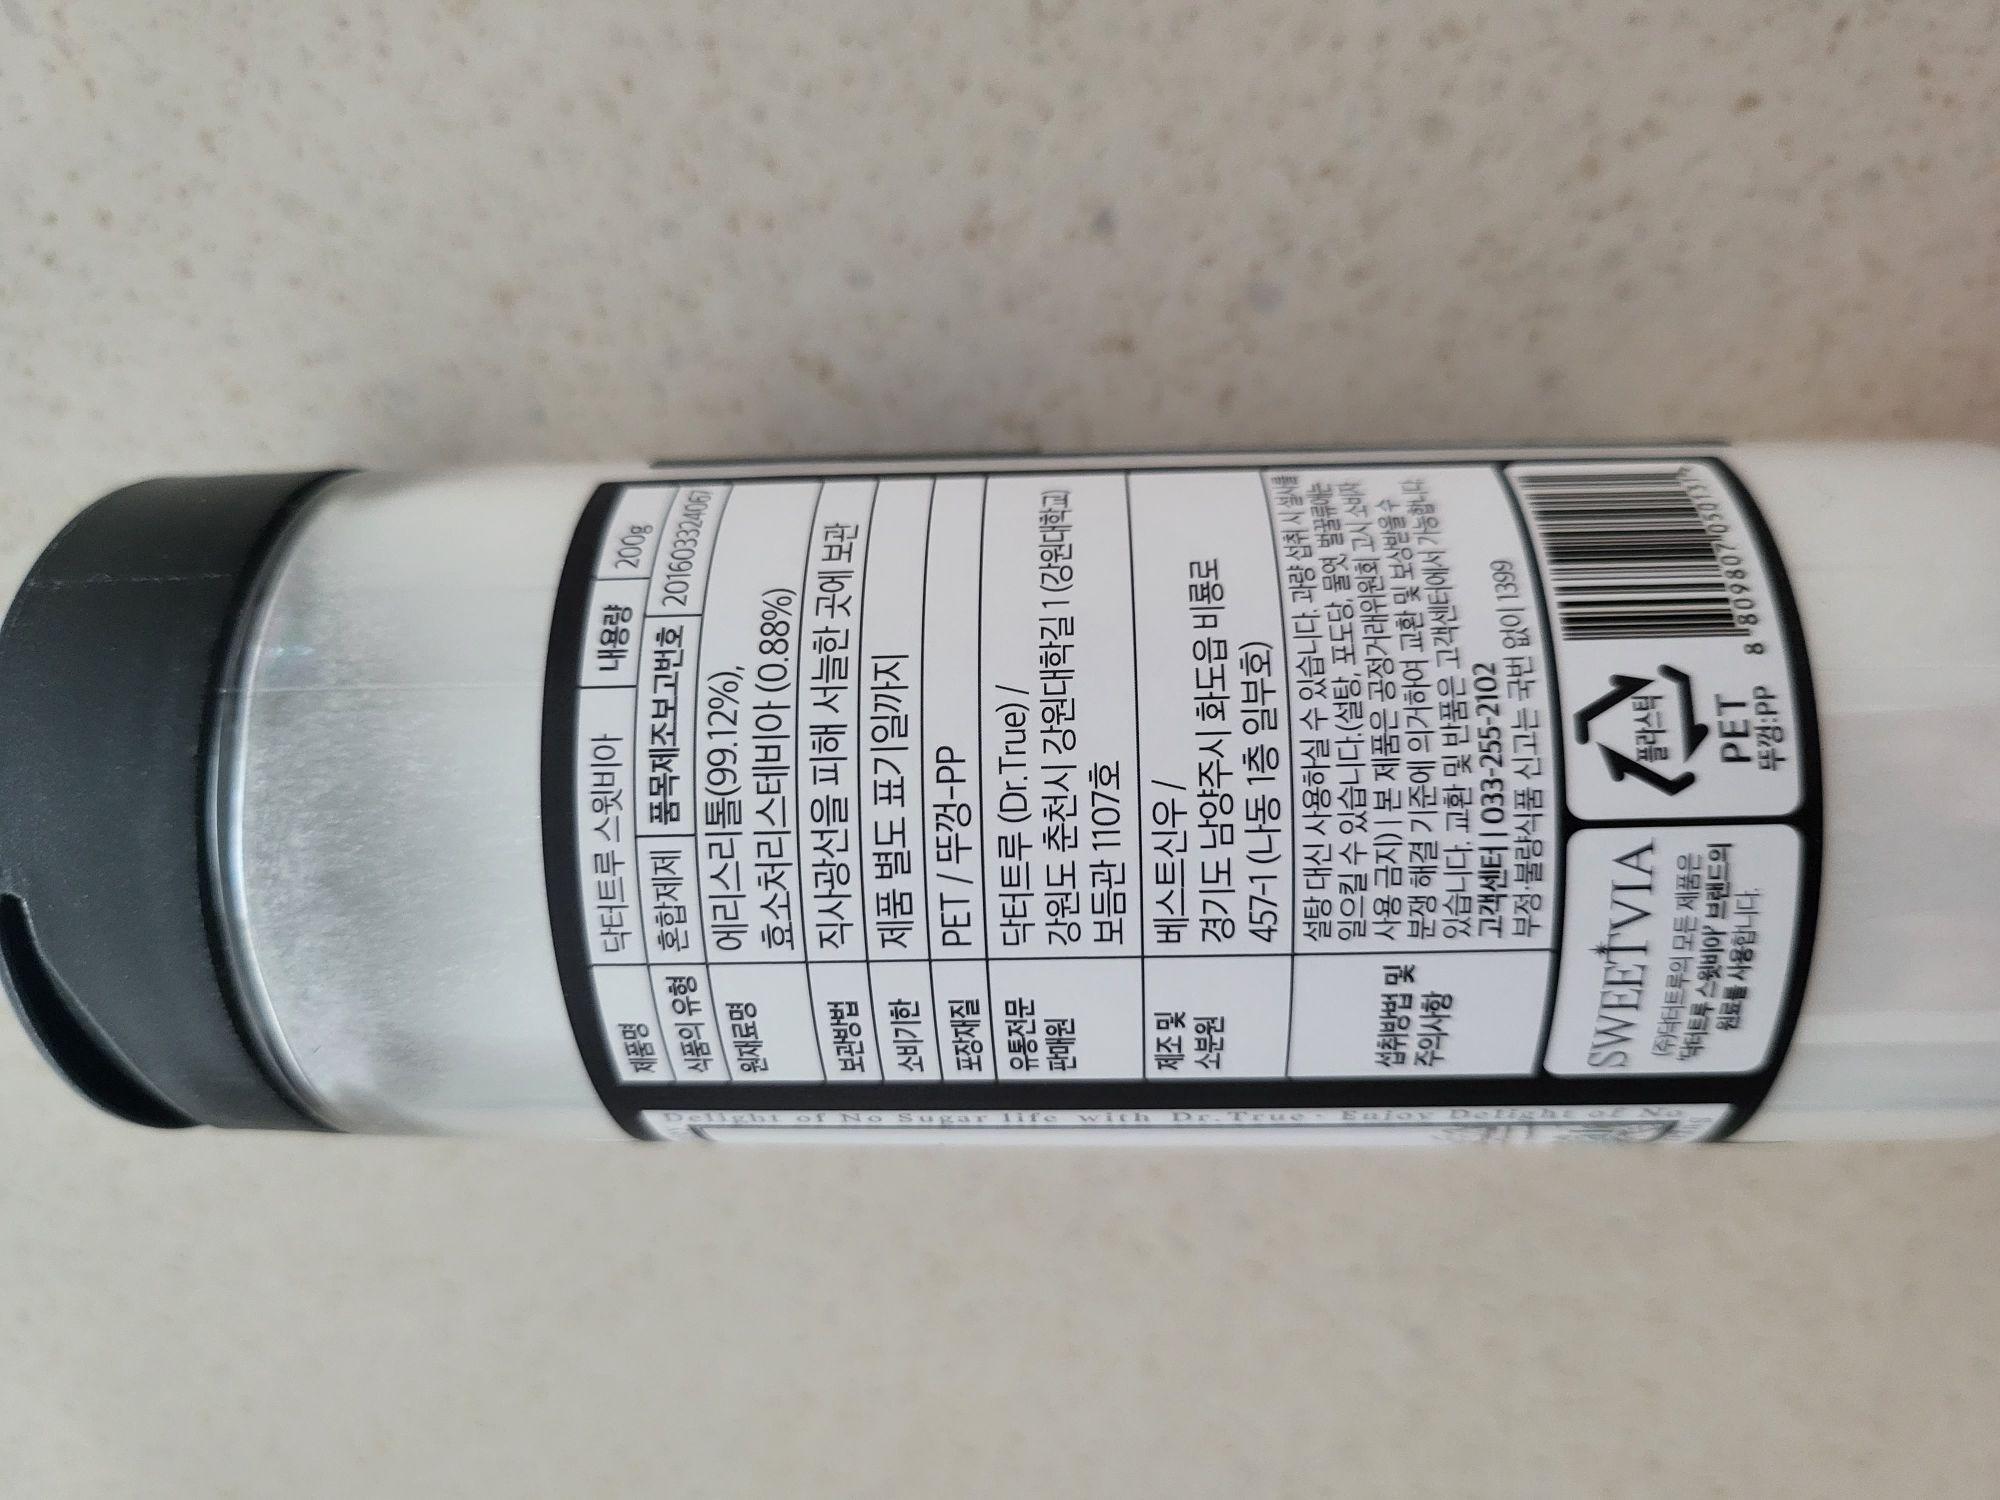 제품명 닥터트루 스윗비아 내용량 200g
식품의 유형 혼합제제 품목제조보고번호 2016033324067
원재료명 에리스리톨(99.12%),
효소처리스테비아 (0.88%)
보관방법 직사광선을 피해 서늘한 곳에 보관
소비기한 제품 별도 표기일까지
포장재질 PET / 뚜껑-PP
유통전문
판매원
닥터트루 (Dr.True) /
강원도 춘천시 강원대학길 1 (강원대학교)
보듬관 1107호
제조 및
소분원
베스트신우 /
경기도 남양주시 화도읍 비룡로
457-1 (나동 1층 일부호)
섭취방법 및
주의사항
설탕 대신 사용하실 수 있습니다. 과량 섭취 시 설사를
일으킬 수 있습니다.(설탕, 포도당, 물엿, 벌꿀류에는
사용 금지) | 본 제품은 공정거래위원회 고시 소비자
분쟁 해결 기준에 의거하여 교환 및 보상받을 수
있습니다. 교환 및 반품은 고객센터에서 가능합니다
고객센터 | 033-255-2102
부정·불량식품 신고는 국번 없이 1399
SWEETVIA
(주)닥터트루의 모든 제품은
'닥터트루 스윗비아' 브랜드의
원료를 사용합니다.
플라스틱
PET
뚜껑:PP
8 809807 030137
Delight of No Sugar life with Dr.True · Enjoy Delight of No